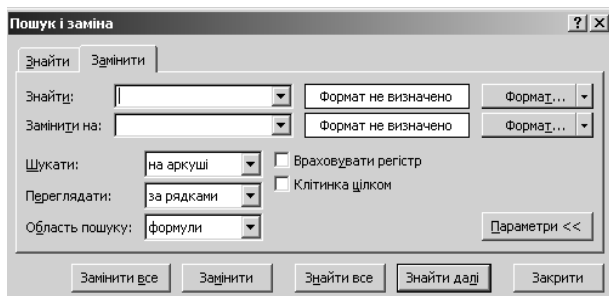 Пошук і заміна
Знайти Замінити
Знайти: Формат не визначено Формат...
Замінити на: Формат не визначено Формат...
Шукати: на аркуші Враховувати регістр
Переглядати: за рядками Клітинка цілком
Область пошуку: формули Параметри <<
Замінити все Замінити Знайти все Знайти далі Закрити